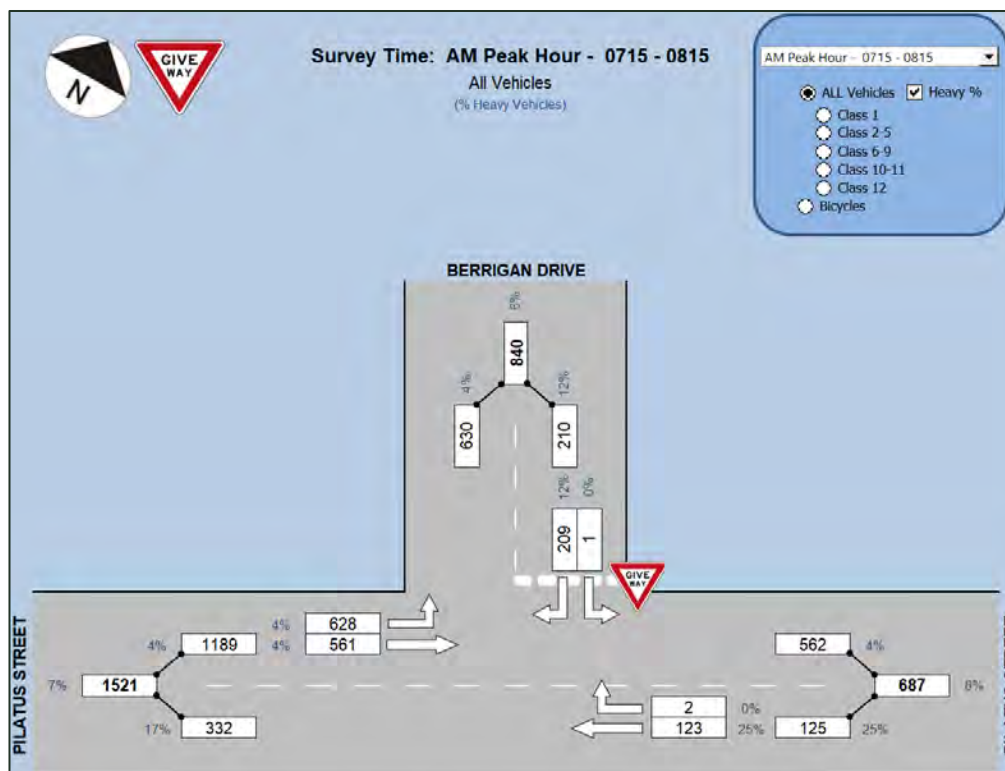 N
GIVE
WAY
Survey Time: AM Peak Hour - 0715 - 0815
All Vehicles
(% Heavy Vehicles)
AM Peak Hour - 0715 - 0815
ALL Vehicles Heavy %
Class 1
Class 2-5
Class 6-9
Class 10-11
Class 12
Bicycles
BERRIGAN DRIVE
6%
840
4%
12%
630
210
12%
0%
209
1
GIVE
WAY
PILATUS STREET
4% 628
4% 561
4% 1189
7% 1521
17% 332
562 4%
687 8%
125 25%
2 0%
123 25%